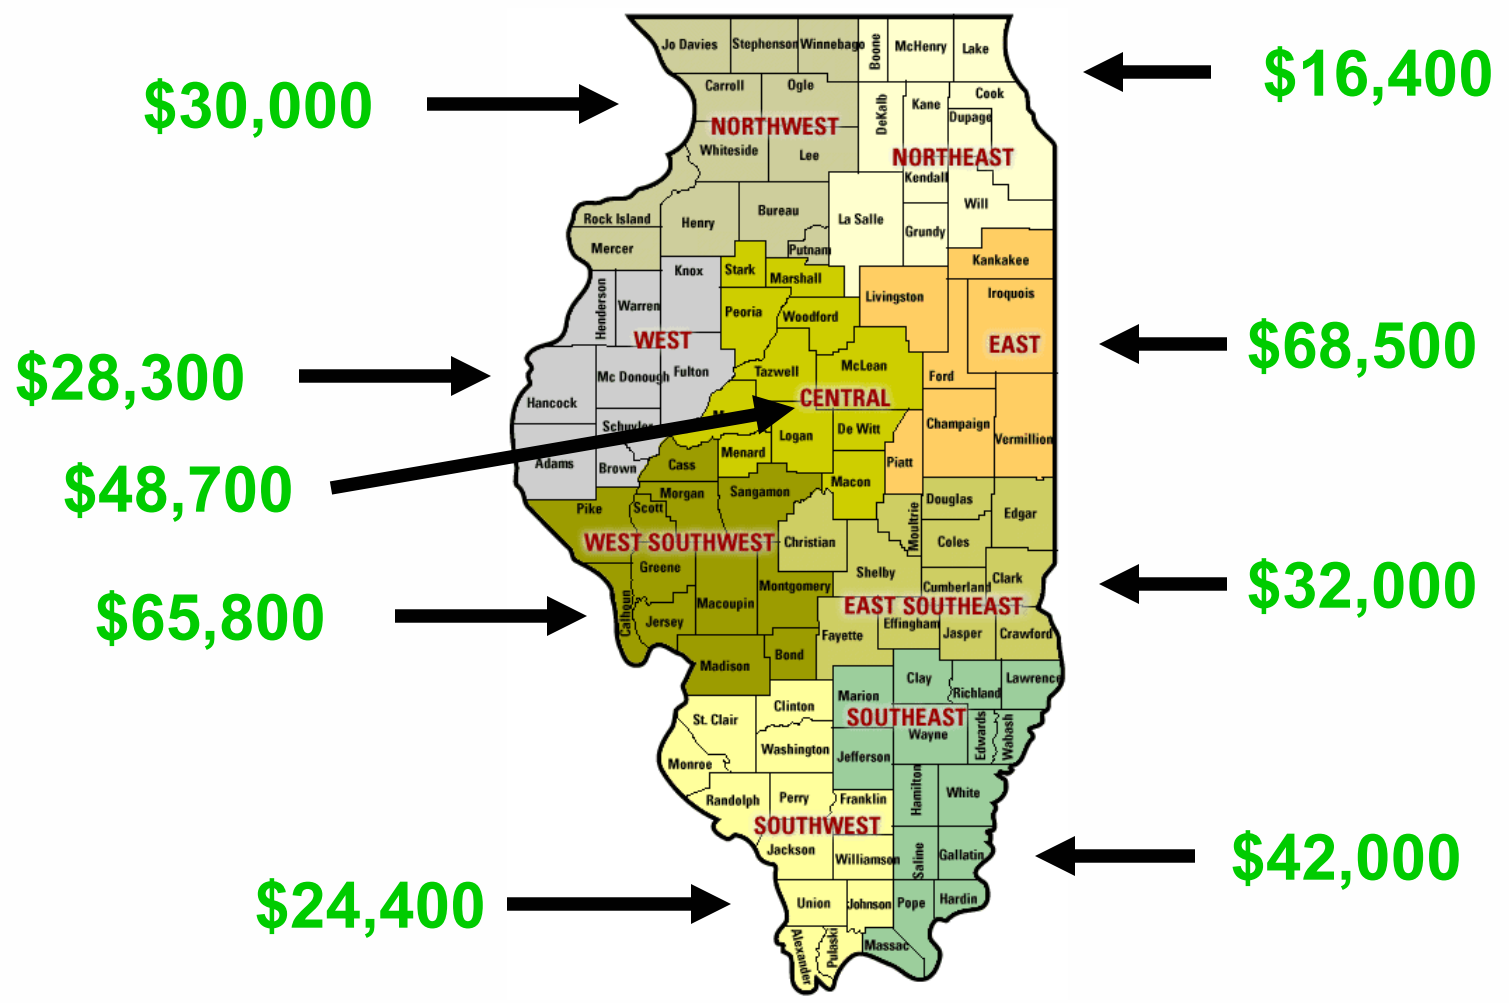 Jo Davies
Stephenson
Winnebago
Boone
McHenry
Lake
$16,400
$30,000
Carroll
Ogle
DeKalb
Kane
Cook
Dupage
NORTHWEST
NORTHEAST
Whiteside
Lee
Kendall
Will
Rock Island
Henry
Bureau
La Salle
Grundy
Mercer
Putnam
Kankakee
Knox
Stark
Marshall
Livingston
Iroquois
Henderson
Warren
Peoria
Woodford
WEST
EAST
$68,500
$28,300
Mc Donough
Fulton
Tazwell
McLean
Ford
Hancock
CENTRAL
Schuyler
Logan
De Witt
Champaign
Vermillion
Adams
Brown
Cass
Menard
Piatt
$48,700
Morgan
Sangamon
Macon
Douglas
Edgar
Pike
Scott
Moultrie
WEST SOUTHWEST
Christian
Coles
Greene
Shelby
Clark
$32,000
Cumberland
Montgomery
$65,800
Calhoun
Jersey
Macoupin
EAST SOUTHEAST
Fayette
Effingham
Jasper
Crawford
Madison
Bond
Clay
Richland
Lawrence
Marion
Clinton
St. Clair
SOUTHEAST
Wayne
Edwards
Wabash
Washington
Jefferson
Monroe
Randolph
Perry
Franklin
Hamilton
White
SOUTHWEST
Jackson
Williamson
Saline
Gallatin
$42,000
$24,400
Union
Johnson
Pope
Hardin
Alexander
Pulaski
Massac